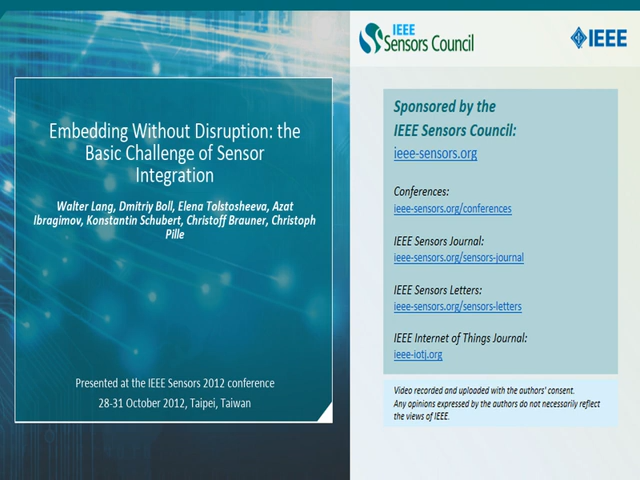 Embedding Without Disruption: the
Basic Challenge of Sensor
Integration
Walter Lang, Dmitriy Boll, Elena Tolstosheeva, Azat
Ibragimov, Konstantin Schubert, Christoff Brauner, Christoph
Pille
Presented at the IEEE Sensors 2012 conference
28-31 October 2012, Taipei, Taiwan
IEEE
Sensors Council
IEEE
Sponsored by the
IEEE Sensors Council:
ieee-sensors.org
Conferences:
ieee-sensors.org/conferences
IEEE Sensors Journal:
ieee-sensors.org/sensors-journal
IEEE Sensors Letters:
ieee-sensors.org/sensors-letters
IEEE Internet of Things Journal:
ieee-iotj.org
Video recorded and uploaded with the authors' consent.
Any opinions expressed by the authors do not necessarily reflect
the views of IEEE.